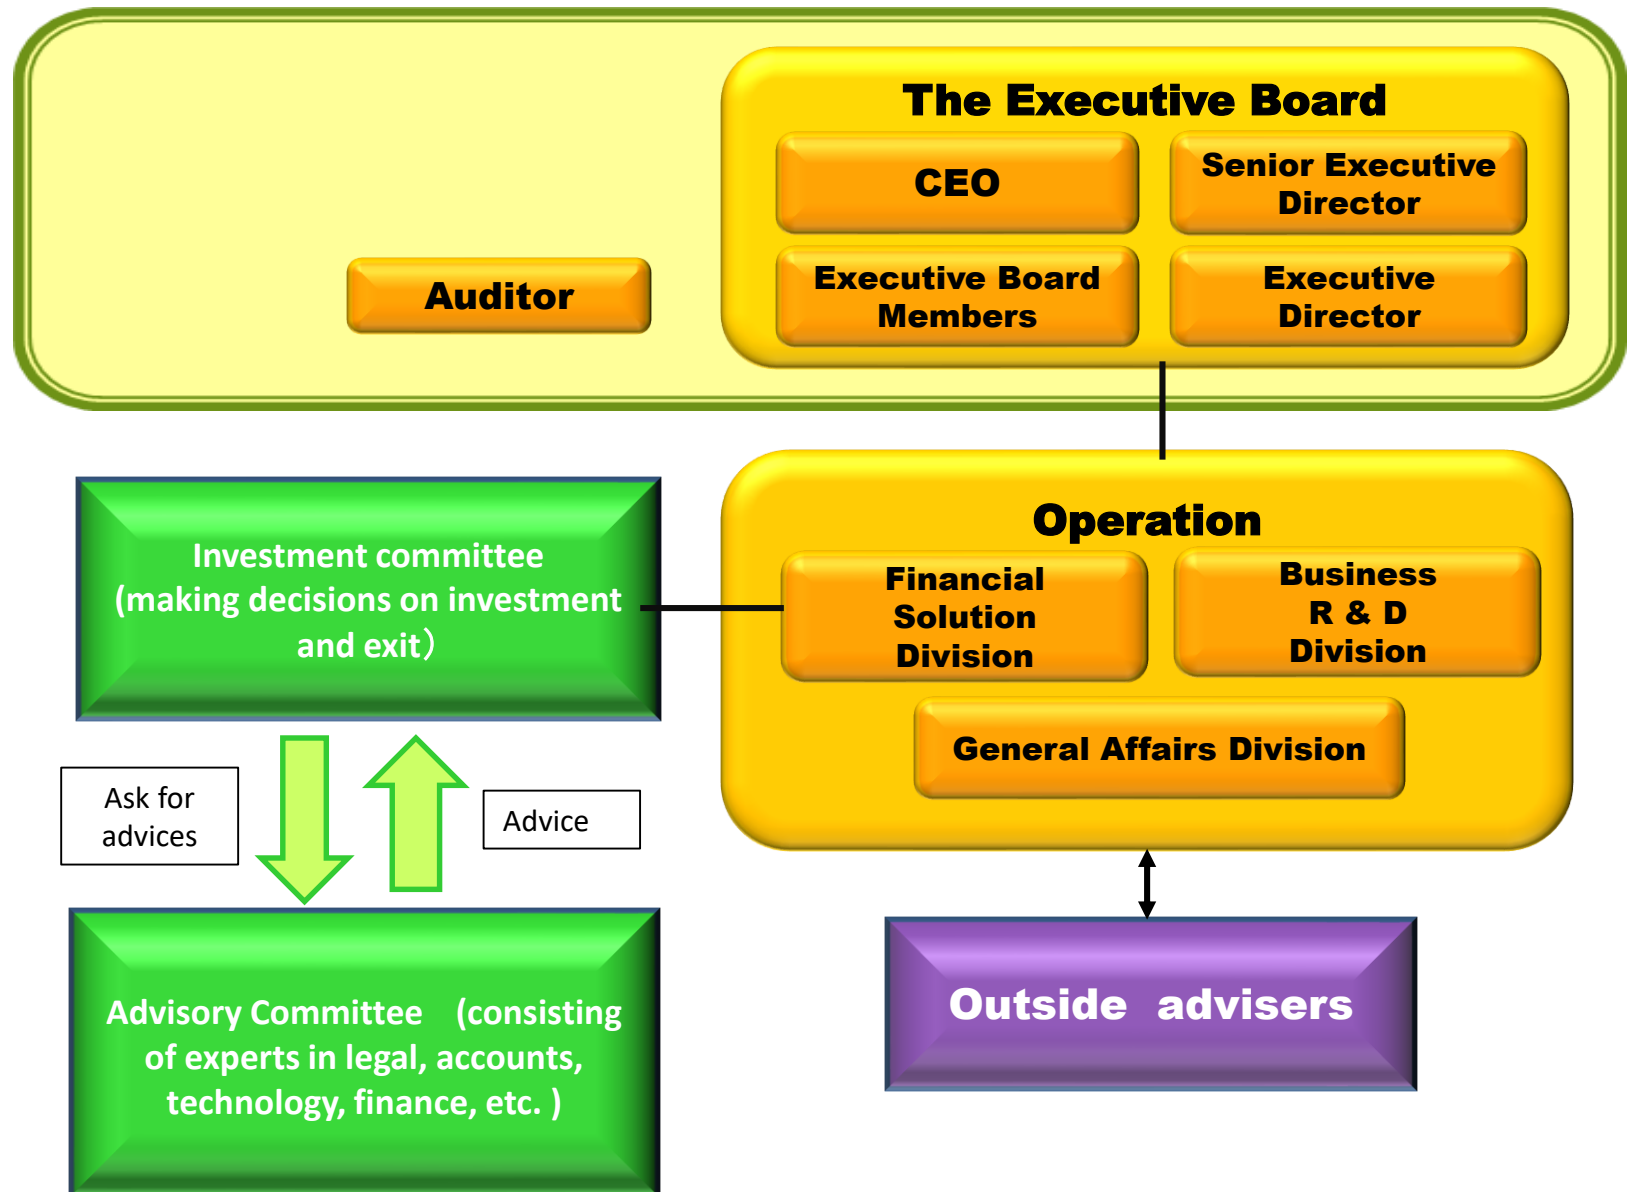 The Executive Board
CEO
Senior Executive
Director
Executive Board
Members
Executive
Director
Auditor
Operation
Financial
Solution
Division
Business
R & D
Division
General Affairs Division
Investment committee
(making decisions on investment
and exit）
Ask for
advices
Advice
Advisory Committee　(consisting
of experts in legal, accounts,
technology, finance, etc. )
Outside  advisers